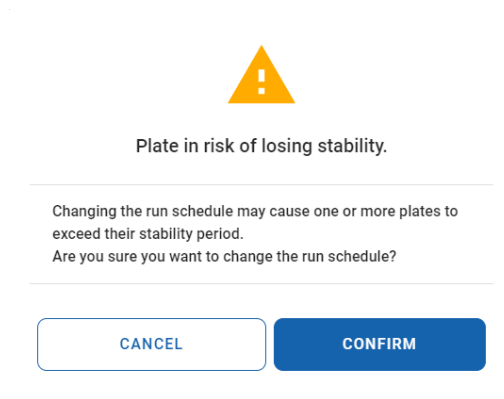 Plate in risk of losing stability.
Changing the run schedule may cause one or more plates to
exceed their stability period.
Are you sure you want to change the run schedule?
CANCEL
CONFIRM